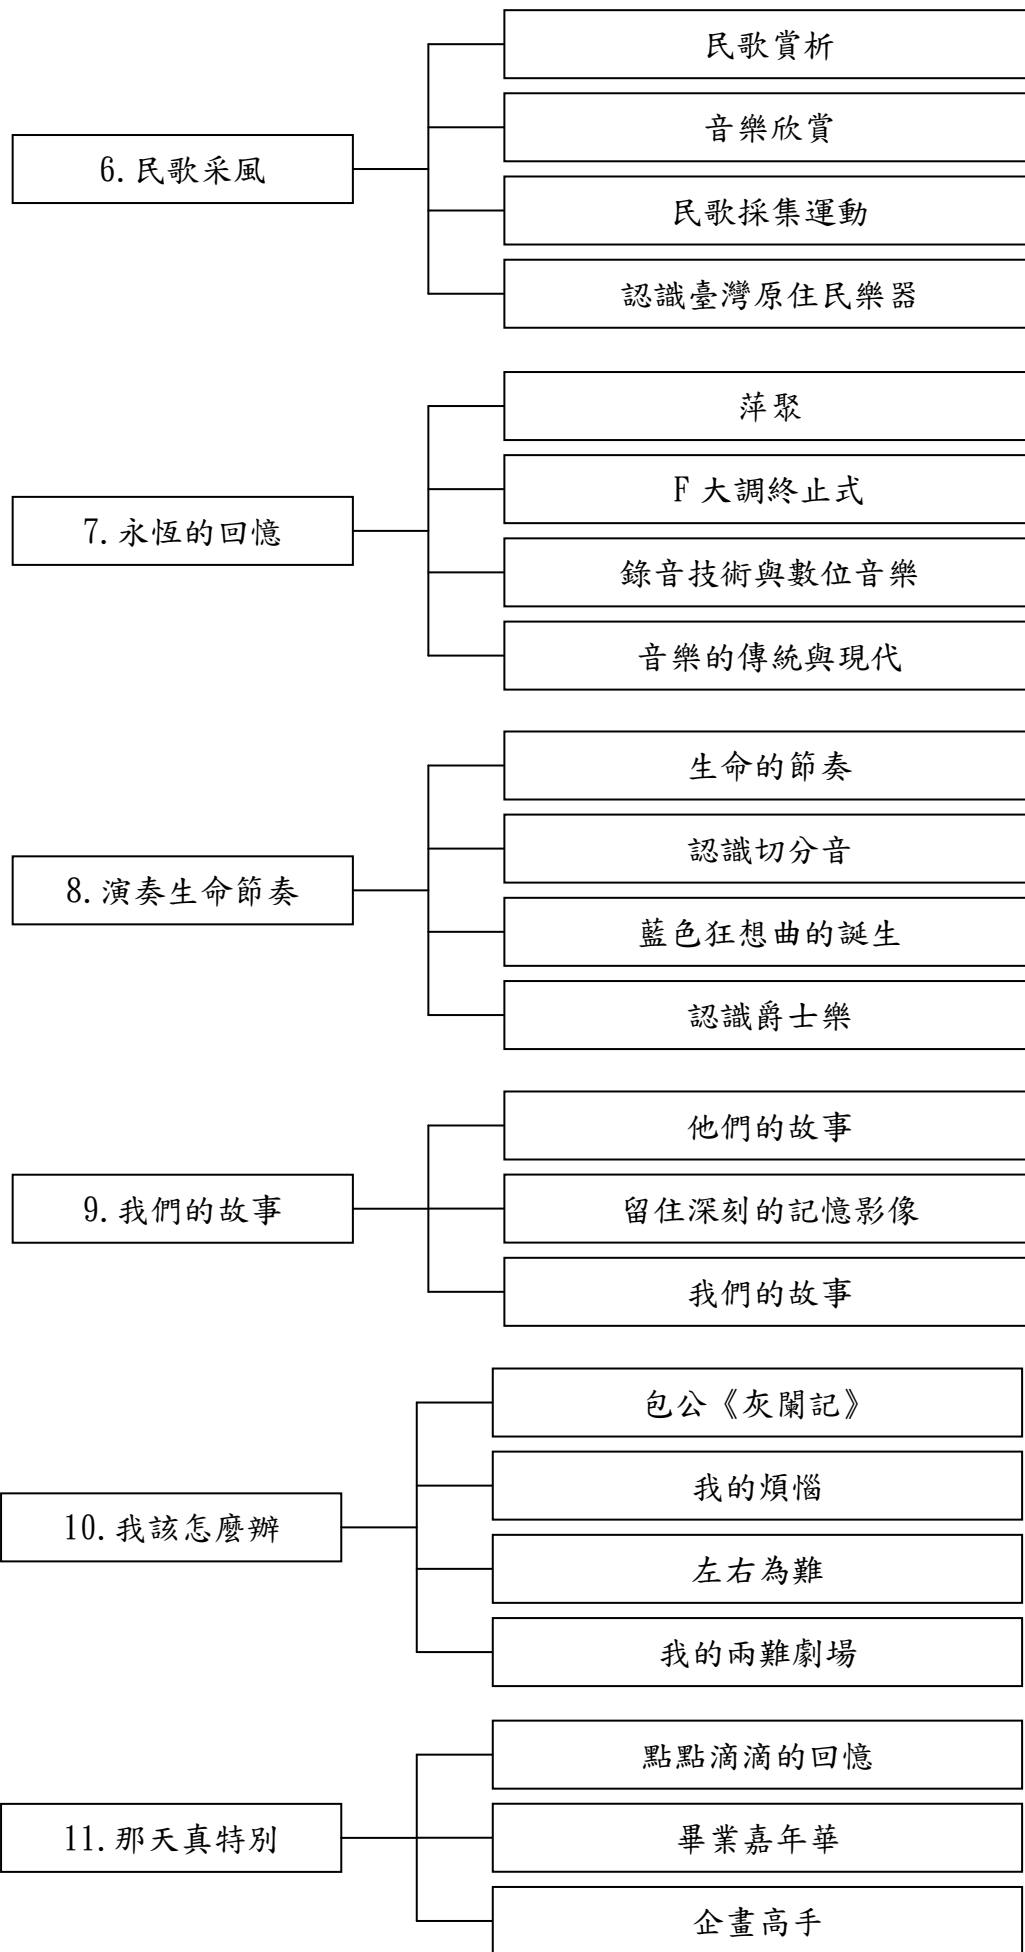 6.民歌采風
民歌賞析
音樂欣賞
民歌採集運動
認識臺灣原住民樂器
7.永恆的回憶
萍聚
F 大調終止式
錄音技術與數位音樂
音樂的傳統與現代
8.演奏生命節奏
生命的節奏
認識切分音
藍色狂想曲的誕生
認識爵士樂
9.我們的故事
他們的故事
留住深刻的記憶影像
我們的故事
10.我該怎麼辦
包公《灰闌記》
我的煩惱
左右為難
我的兩難劇場
11.那天真特別
點點滴滴的回憶
畢業嘉年華
企畫高手